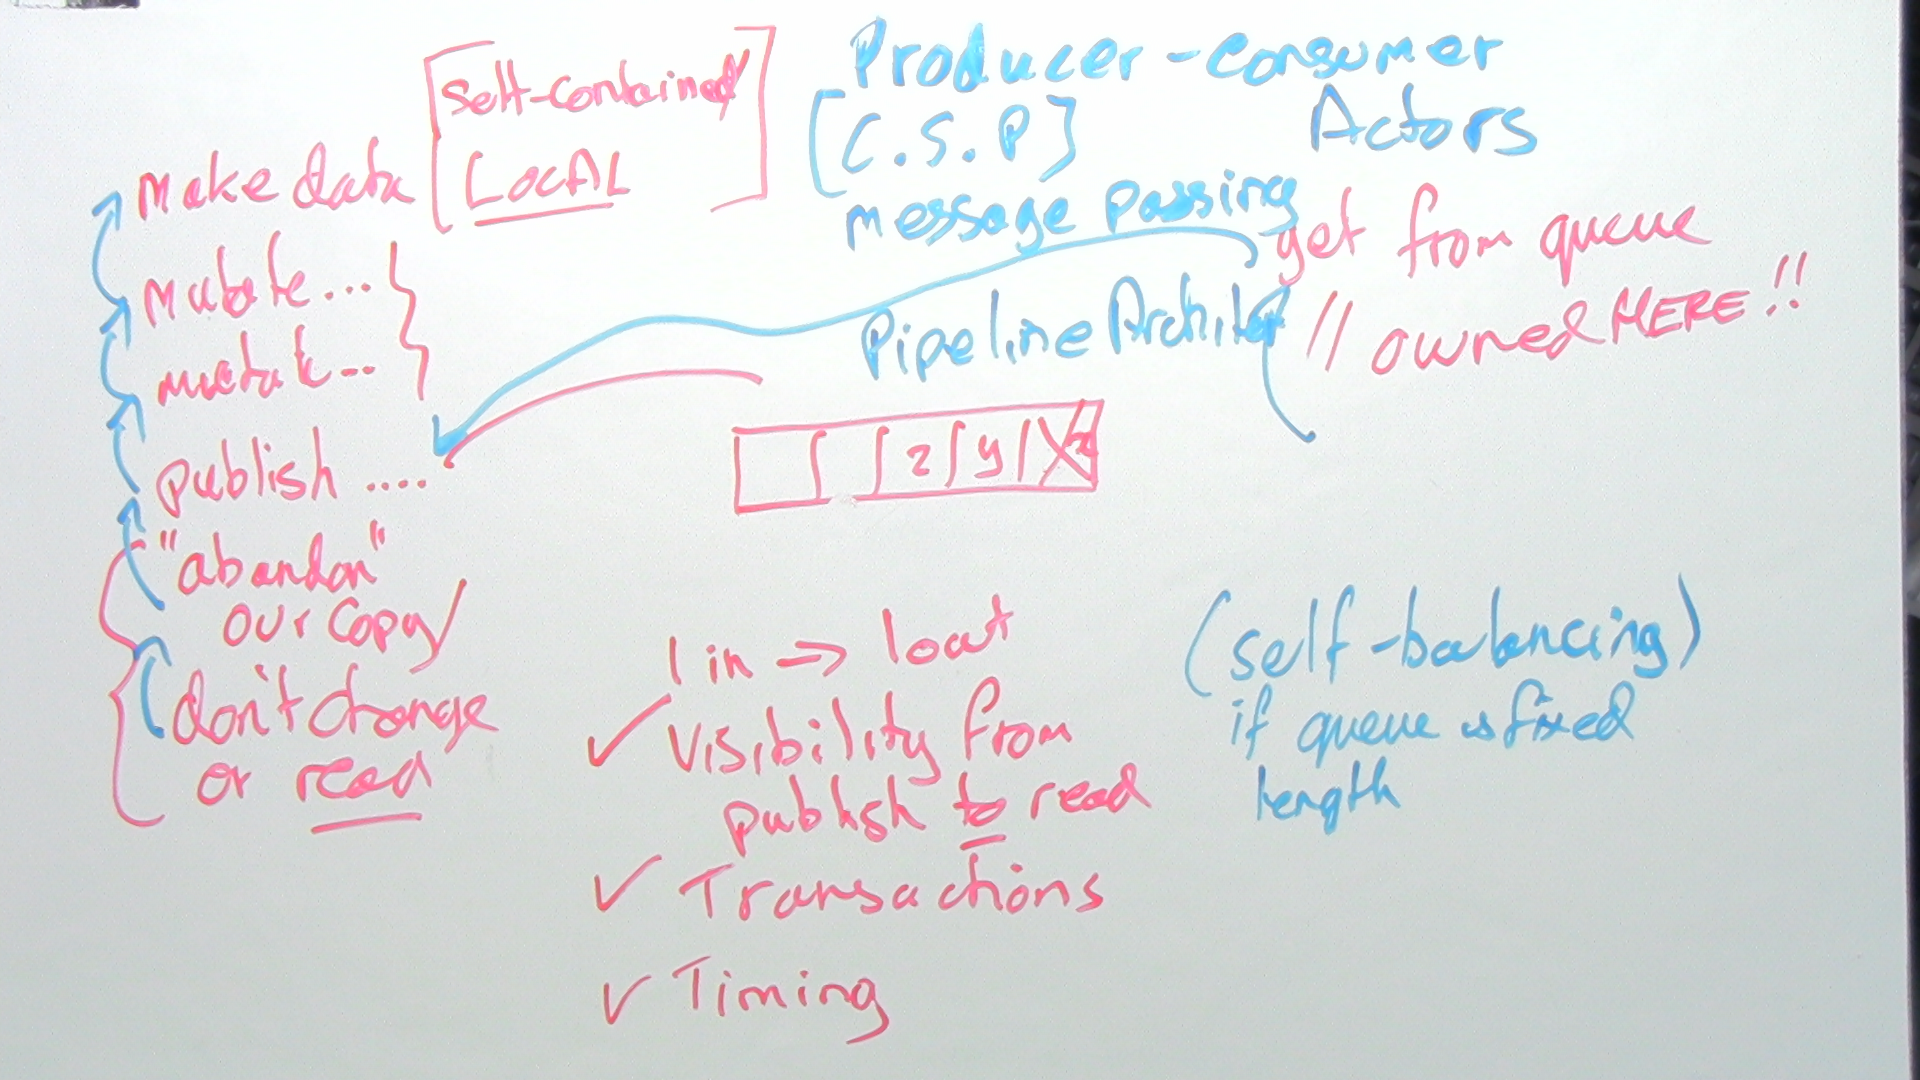 Self-contained
LOCAL
make data
mutate...
mutate..
publish ....
"abandon"
our copy
don't change
or read
Producer-consumer
[C.S.P]
Actors
message passing
Pipeline Architec
get from queue
// owned HERE!!
z y x
1 in -> 1 out
✓ Visibility from
publish to read
✓ Transactions
✓ Timing
(self-balancing)
if queue is fixed
length